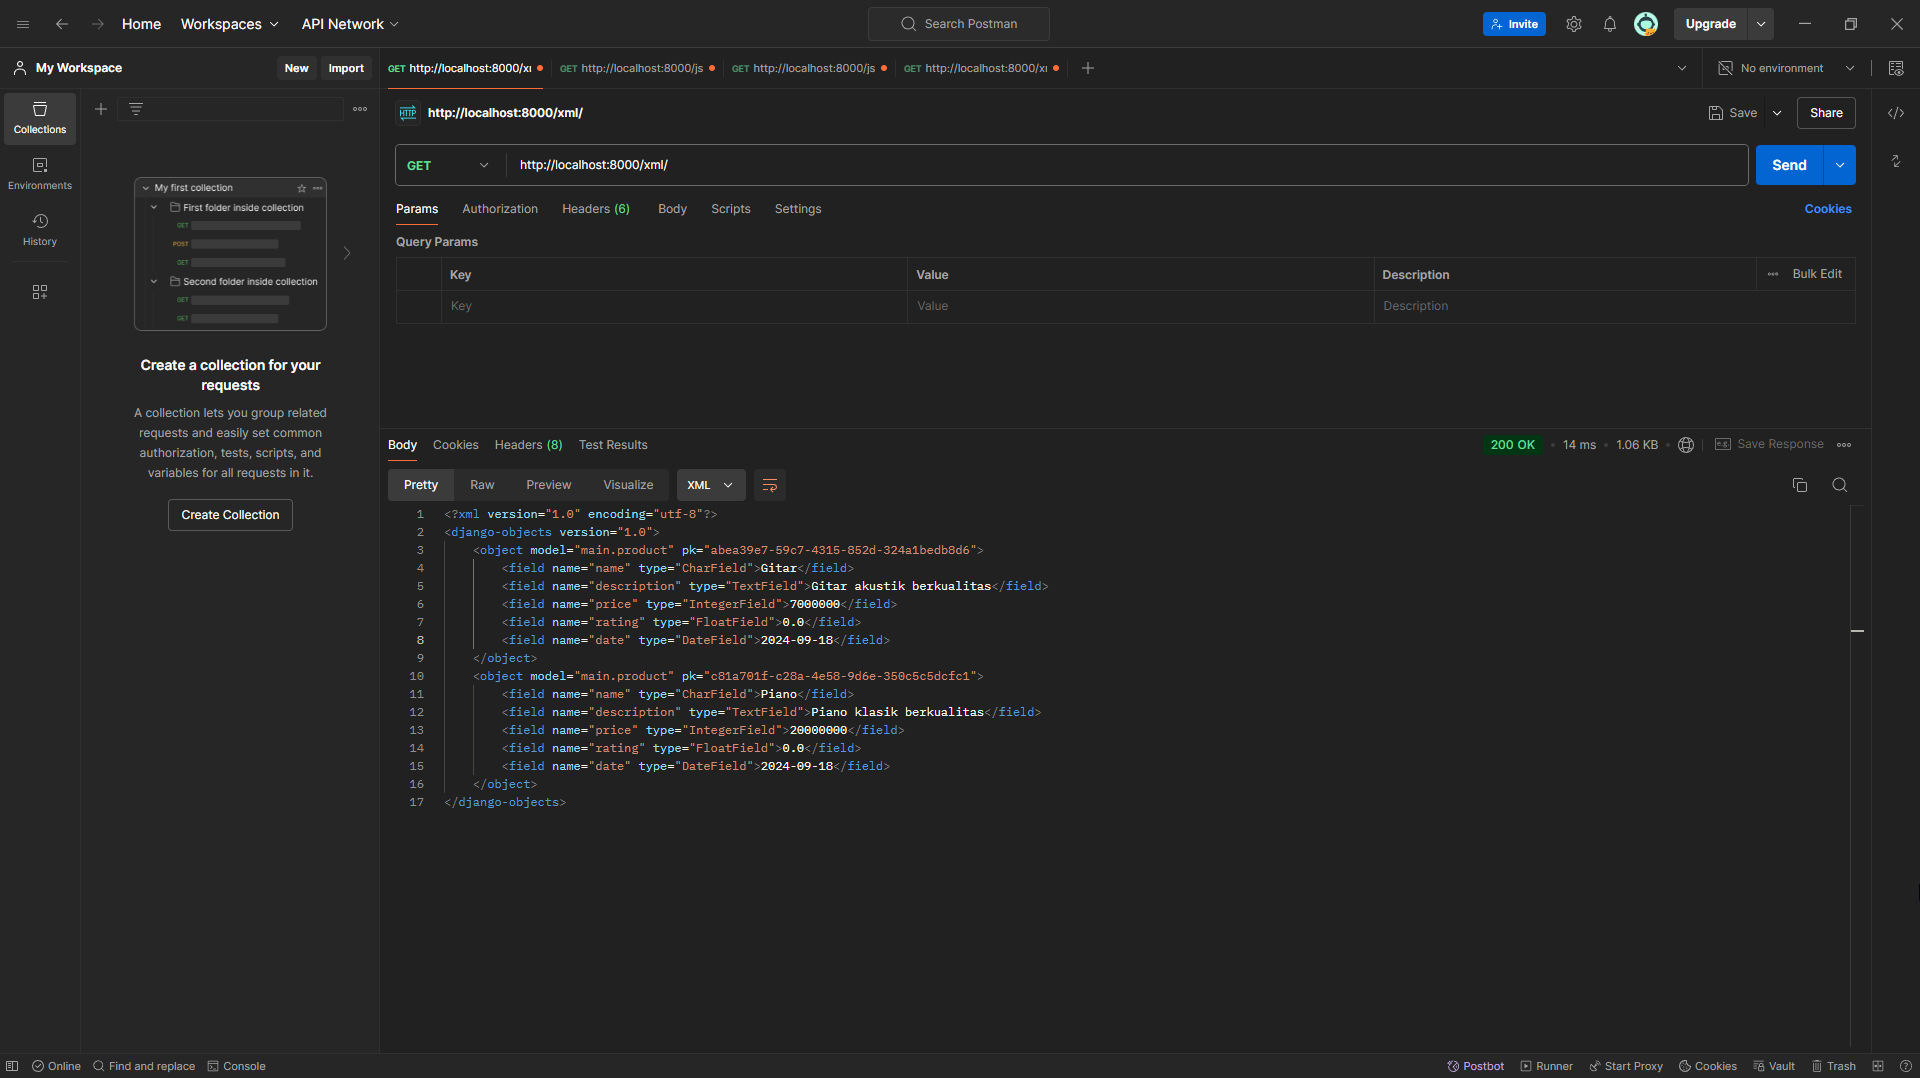 Home Workspaces API Network Search Postman Invite Upgrade
My Workspace New Import GET http://localhost:8000/x GET http://localhost:8000/js GET http://localhost:8000/js GET http://localhost:8000/x No environment
Collections
Environments
History
My first collection
First folder inside collection
GET
POST
GET
Second folder inside collection
GET
GET
Create a collection for your
requests
A collection lets you group related
requests and easily set common
authorization, tests, scripts, and
variables for all requests in it.
Create Collection
HTTP http://localhost:8000/xml/ Save Share
GET http://localhost:8000/xml/ Send
Params Authorization Headers (6) Body Scripts Settings Cookies
Query Params
Key Value Description Bulk Edit
Key Value Description
Body Cookies Headers (8) Test Results 200 OK 14 ms 1.06 KB Save Response
Pretty Raw Preview Visualize XML
1 <?xml version="1.0" encoding="utf-8"?>
2 <django-objects version="1.0">
3 <object model="main.product" pk="abea39e7-59c7-4315-852d-324a1bedb8d6">
4 <field name="name" type="CharField">Gitar</field>
5 <field name="description" type="TextField">Gitar akustik berkualitas</field>
6 <field name="price" type="IntegerField">7000000</field>
7 <field name="rating" type="FloatField">0.0</field>
8 <field name="date" type="DateField">2024-09-18</field>
9 </object>
10 <object model="main.product" pk="c81a701f-c28a-4e58-9d6e-350c5c5dcfc1">
11 <field name="name" type="CharField">Piano</field>
12 <field name="description" type="TextField">Piano klasik berkualitas</field>
13 <field name="price" type="IntegerField">20000000</field>
14 <field name="rating" type="FloatField">0.0</field>
15 <field name="date" type="DateField">2024-09-18</field>
16 </object>
17 </django-objects>
Online Find and replace Console Postbot Runner Start Proxy Cookies Vault Trash